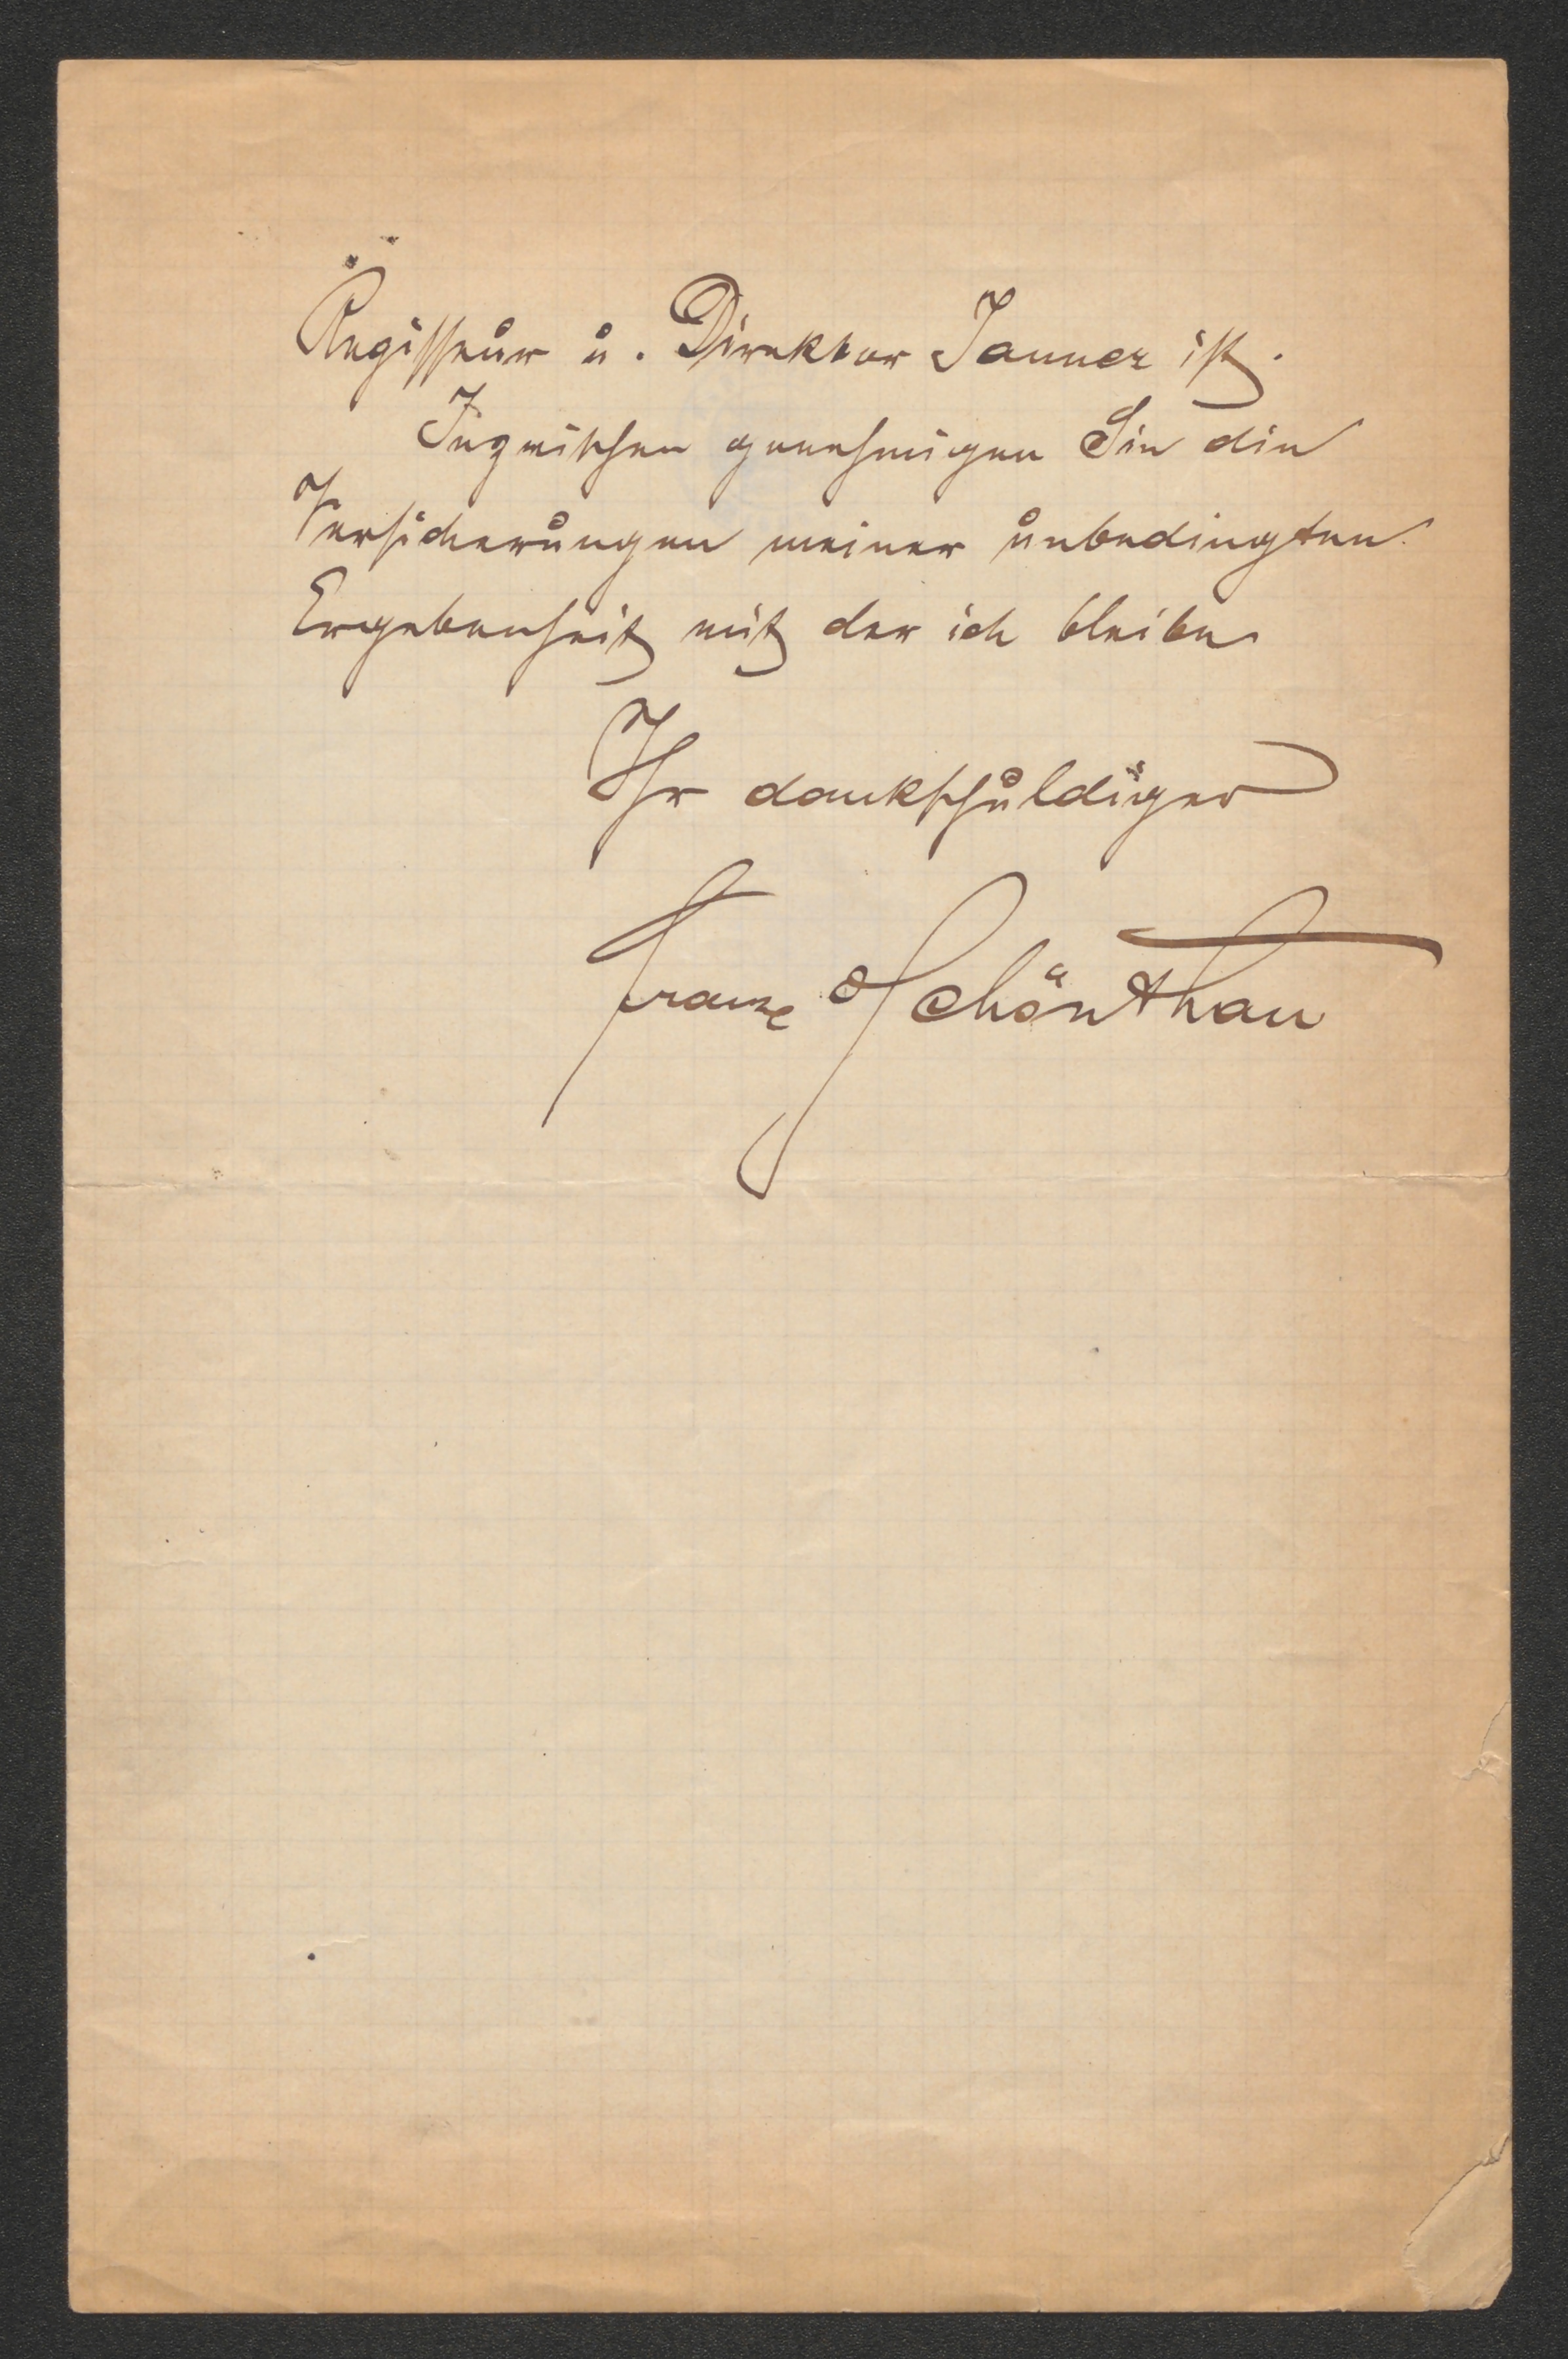 Regisseur u. Direktor Jauner ist.
Inzwischen genehmigen Sie die
Versicherungen meiner unbedingten
Ergebenheit mit der ich bleibe
Ihr dankschuldiger
Franz Schönthan